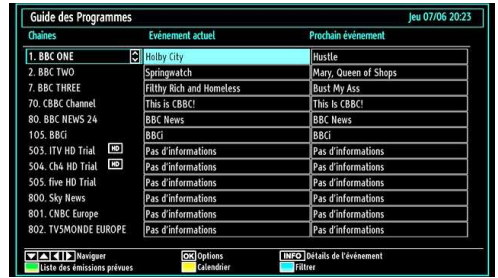 Guide des Programmes Jeu 07/06 20:23
Chaînes Evénement actuel Prochain événement
1. BBC ONE Holby City Hustle
2. BBC TWO Springwatch Mary, Queen of Shops
7. BBC THREE Filthy Rich and Homeless Bust My Ass
70. CBBC Channel This is CBBC! This Is CBBC!
80. BBC NEWS 24 BBC News BBC News
105. BBCi BBCi BBCi
503. ITV HD Trial HD Pas d'informations Pas d'informations
504. Ch4 HD Trial HD Pas d'informations Pas d'informations
505. five HD Trial Pas d'informations Pas d'informations
800. Sky News Pas d'informations Pas d'informations
801. CNBC Europe Pas d'informations Pas d'informations
802. TV5MONDE EUROPE Pas d'informations Pas d'informations
Naviguer OK Options INFO Détails de l'événement
Liste des émissions prévues Calendrier Filtrer